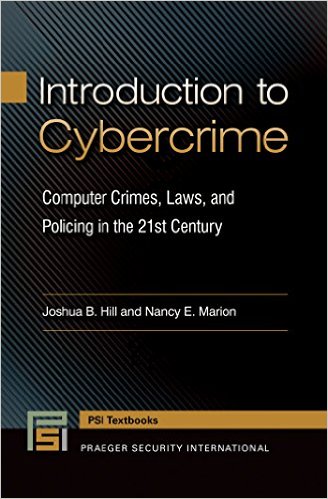 Introduction to
Cybercrime
Computer Crimes, Laws, and
Policing in the 21st Century
Joshua B. Hill and Nancy E. Marion
PSI
PSI Textbooks
PRAEGER SECURITY INTERNATIONAL